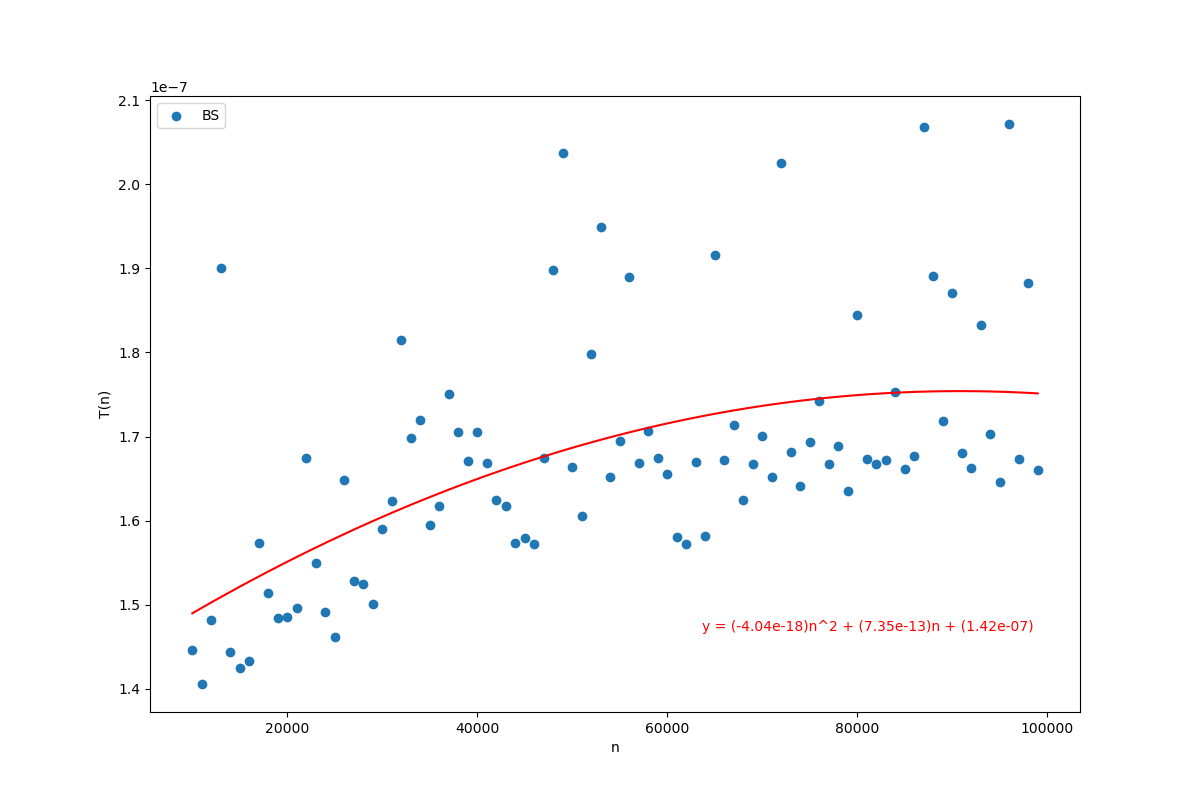 1e−7
BS
2.1
2.0
1.9
1.8
1.7
1.6
1.5
1.4
T(n)
y = (-4.04e-18)n^2 + (7.35e-13)n + (1.42e-07)
20000 40000 60000 80000 100000
n